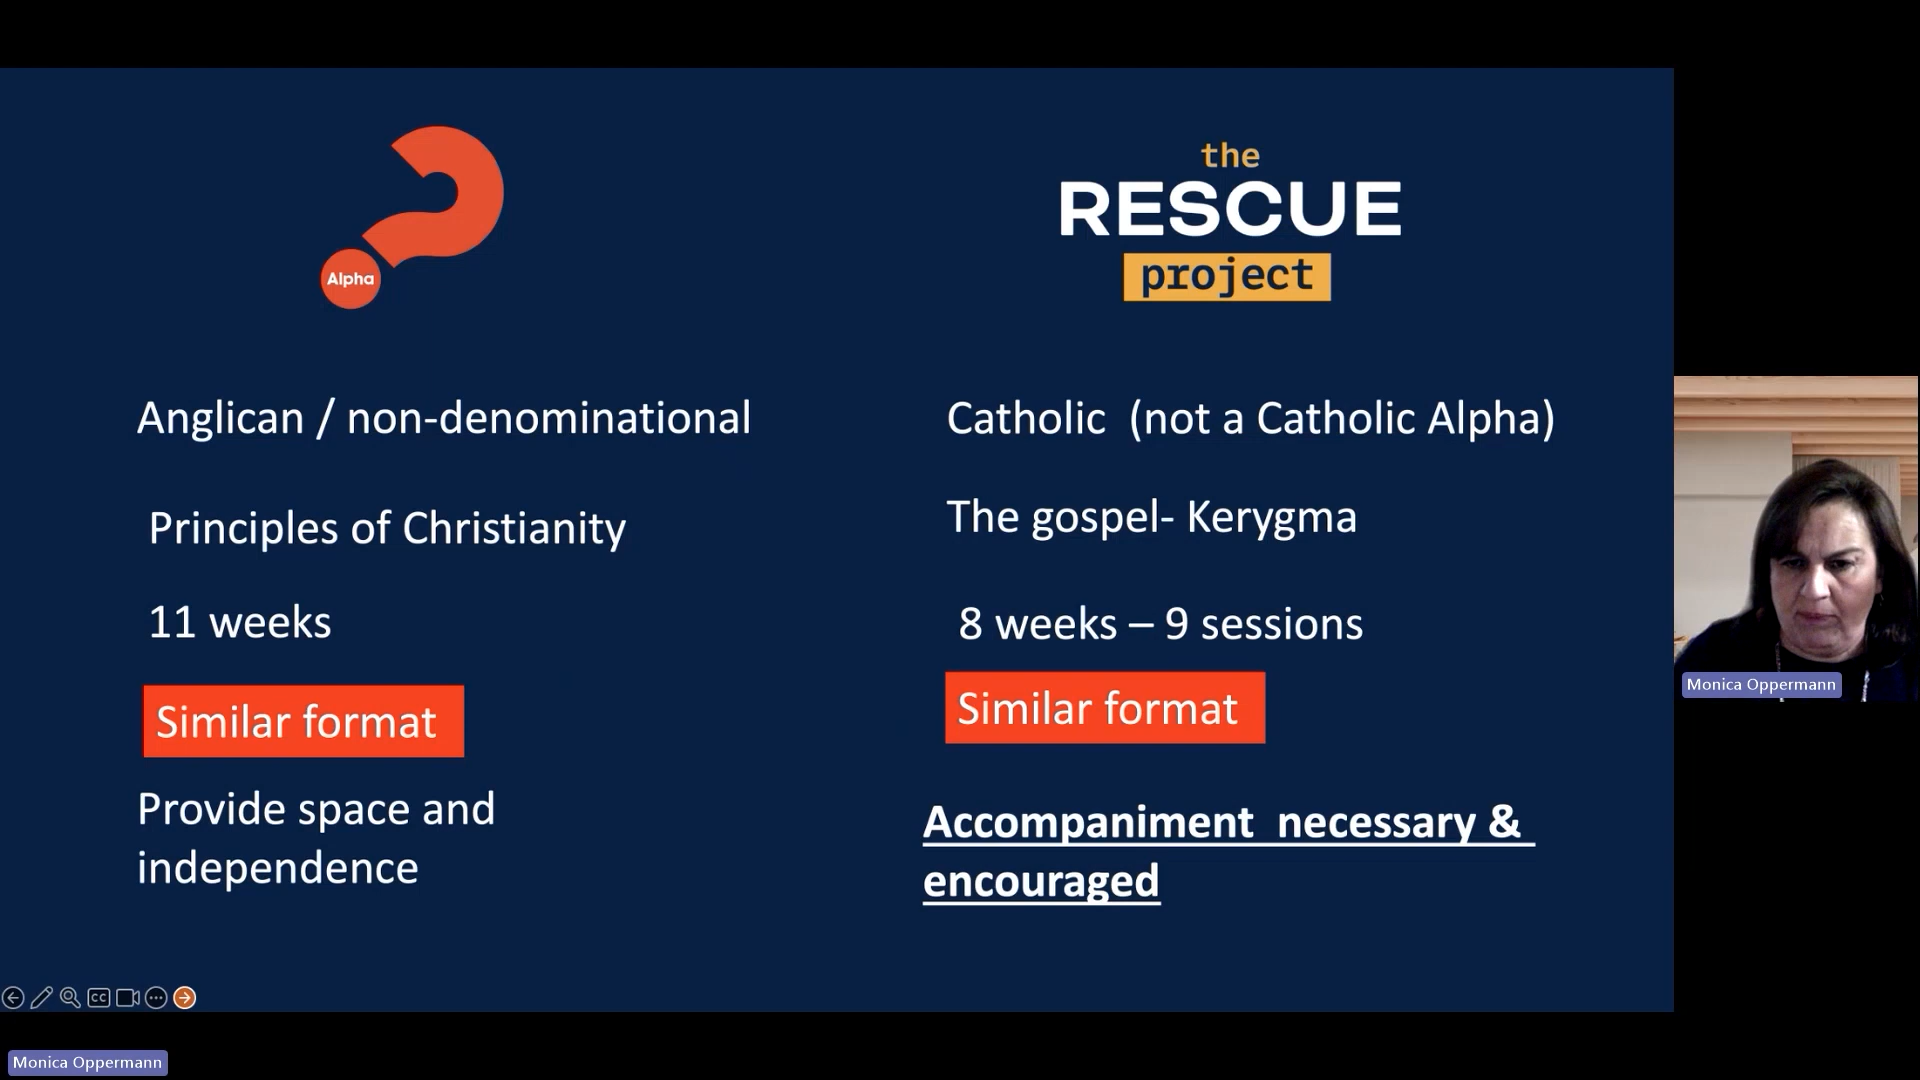 Alpha
Anglican / non-denominational
Principles of Christianity
11 weeks
Similar format
Provide space and
independence
the
RESCUE
project
Catholic (not a Catholic Alpha)
The gospel- Kerygma
8 weeks – 9 sessions
Similar format
Accompaniment necessary &
encouraged
Monica Oppermann
CC
Monica Oppermann